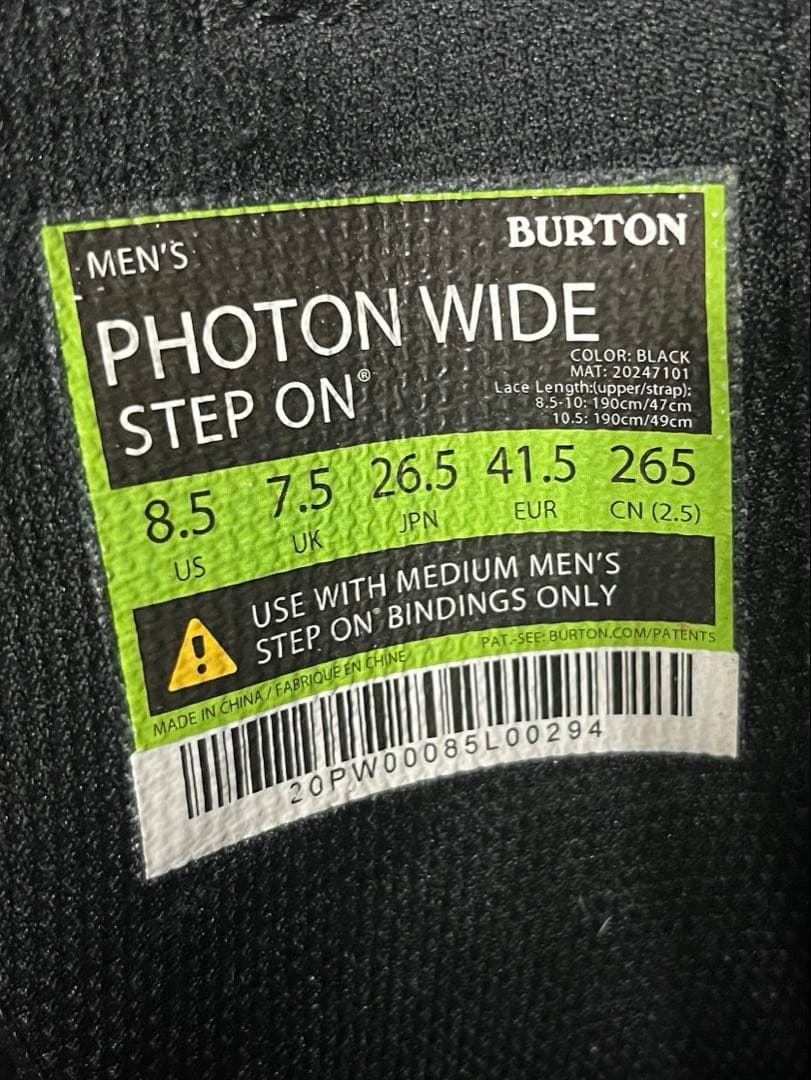 MEN'S
BURTON
PHOTON WIDE
STEP ON®
COLOR: BLACK
MAT: 20247101
Lace Length:(upper/strap):
8.5-10: 190cm/47cm
10.5: 190cm/49cm
8.5 7.5 26.5 41.5 265
US UK JPN EUR CN (2.5)
USE WITH MEDIUM MEN'S
STEP ON® BINDINGS ONLY
PAT.-SEE: BURTON.COM/PATENTS
MADE IN CHINA / FABRIQUE EN CHINE
20PW00085L00294